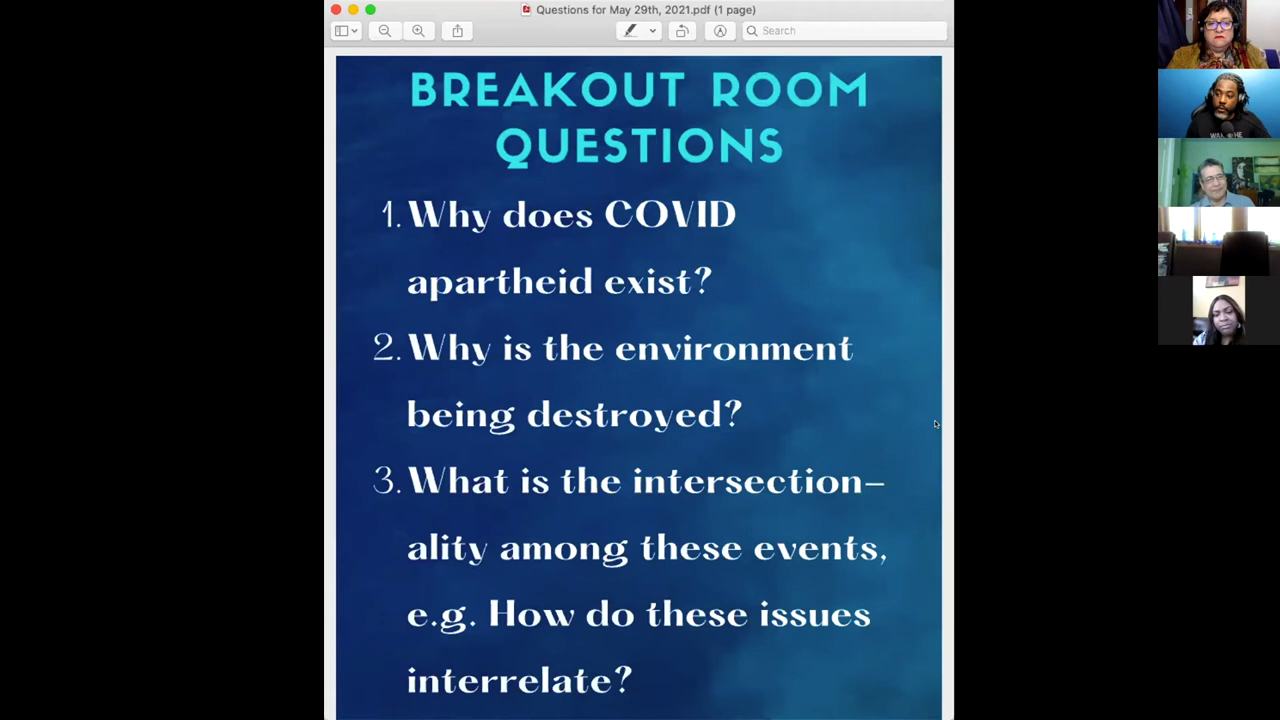 Questions for May 29th, 2021.pdf (1 page)
Search
BREAKOUT ROOM
QUESTIONS
1. Why does COVID
apartheid exist?
2. Why is the environment
being destroyed?
3. What is the intersection-
ality among these events,
e.g. How do these issues
interrelate?